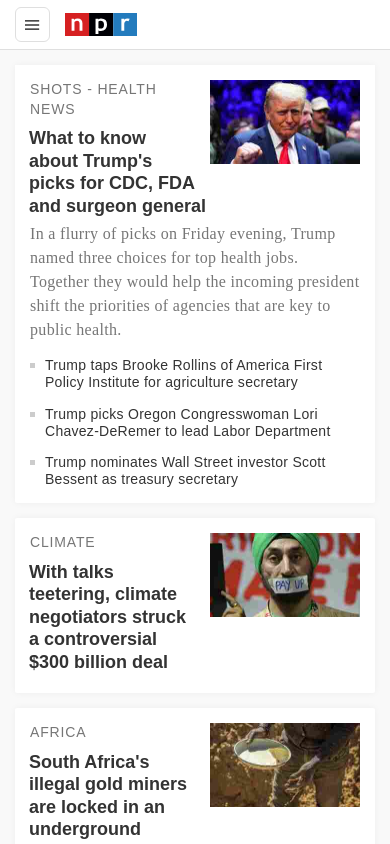 npr
SHOTS - HEALTH
NEWS
What to know
about Trump's
picks for CDC, FDA
and surgeon general
In a flurry of picks on Friday evening, Trump
named three choices for top health jobs.
Together they would help the incoming president
shift the priorities of agencies that are key to
public health.
Trump taps Brooke Rollins of America First
Policy Institute for agriculture secretary
Trump picks Oregon Congresswoman Lori
Chavez-DeRemer to lead Labor Department
Trump nominates Wall Street investor Scott
Bessent as treasury secretary
CLIMATE
With talks
teetering, climate
negotiators struck
a controversial
$300 billion deal
PAY UP
AFRICA
South Africa's
illegal gold miners
are locked in an
underground